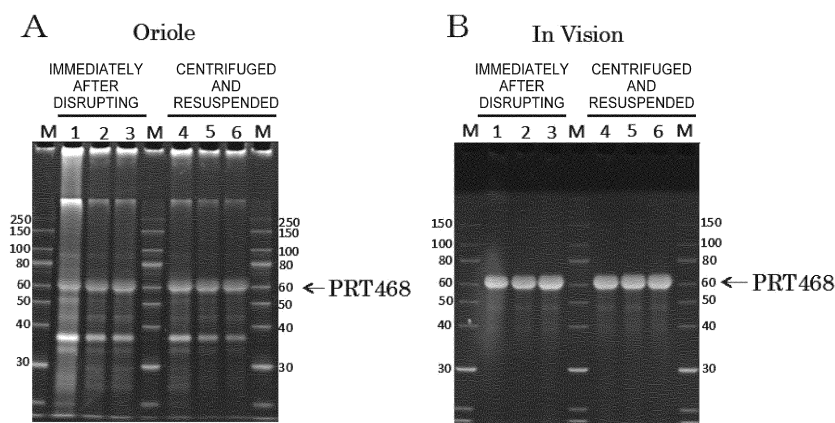 A
Oriole
IMMEDIATELY
AFTER
DISRUPTING
CENTRIFUGED
AND
RESUSPENDED
M 1 2 3 M 4 5 6 M
250
150
100
80
60
50
40
30
250
150
100
80
60
50
40
30
←PRT468
B
In Vision
IMMEDIATELY
AFTER
DISRUPTING
CENTRIFUGED
AND
RESUSPENDED
M 1 2 3 M 4 5 6 M
150
100
80
60
50
40
30
150
100
80
60
50
40
30
←PRT468